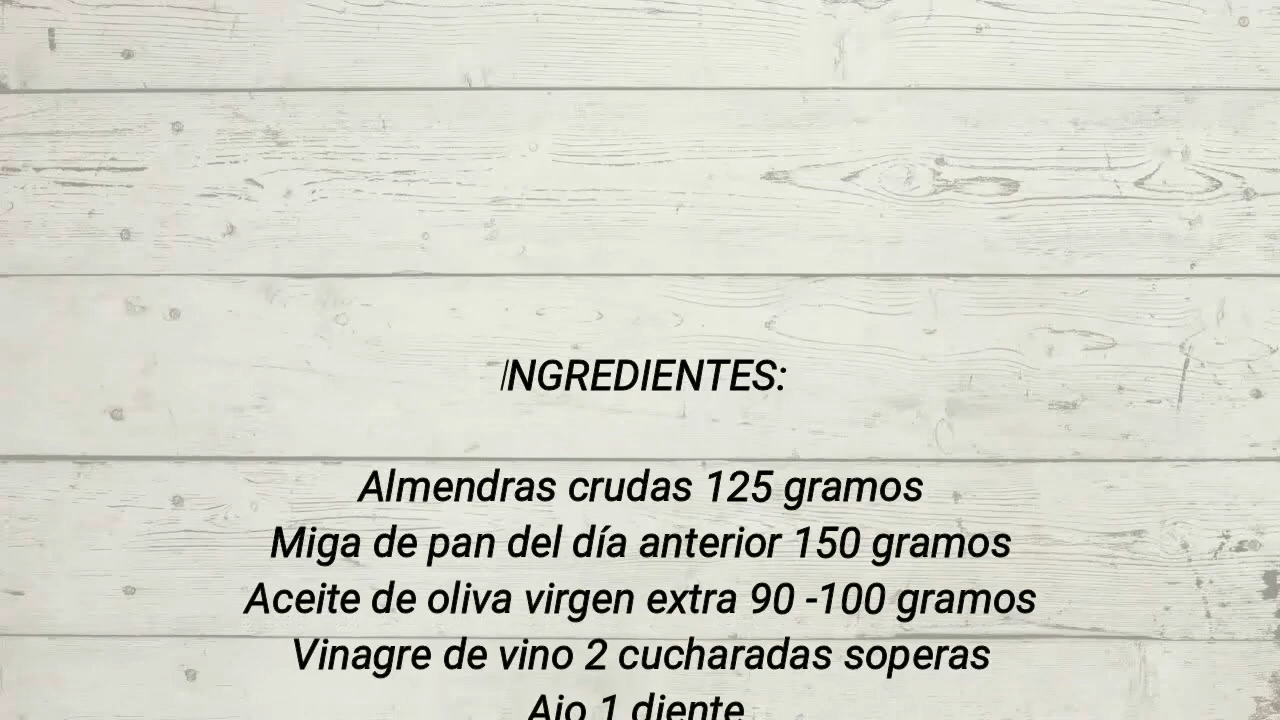 INGREDIENTES:
Almendras crudas 125 gramos
Miga de pan del día anterior 150 gramos
Aceite de oliva virgen extra 90 -100 gramos
Vinagre de vino 2 cucharadas soperas
Ajo 1 diente